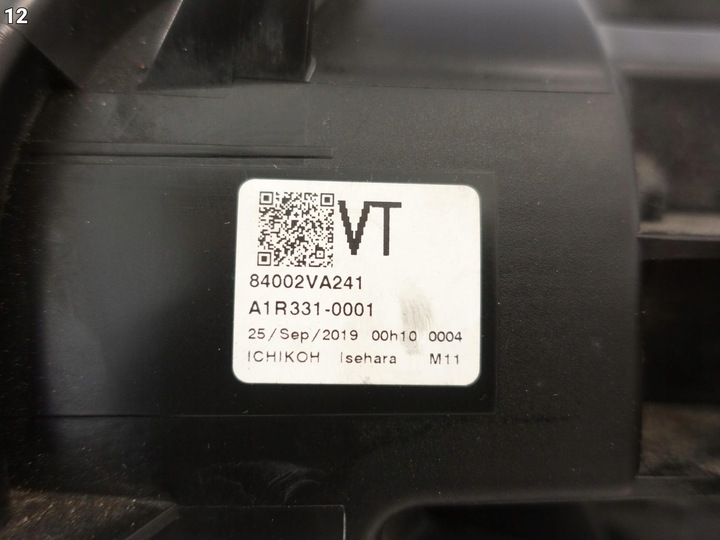 12
VT
84002VA241
A1R331-0001
25/Sep/2019 00h10 0004
ICHIKOH Isehara M11